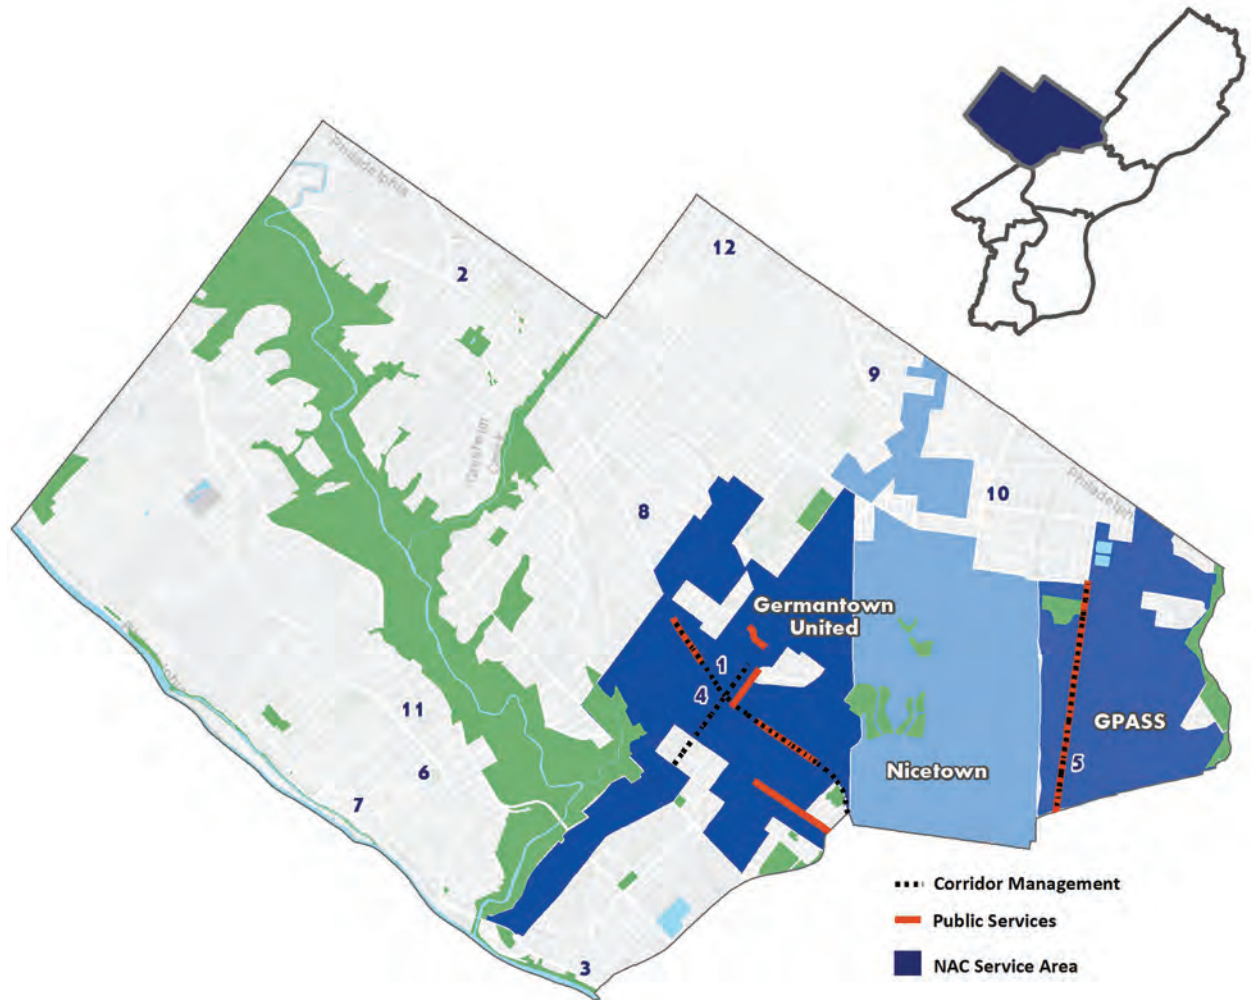 Philadelphia
12
2
9
Philadelph
10
8
Germantown
United
1
4
11
GPASS
5
6
Nicetown
7
Corridor Management
Public Services
NAC Service Area
3